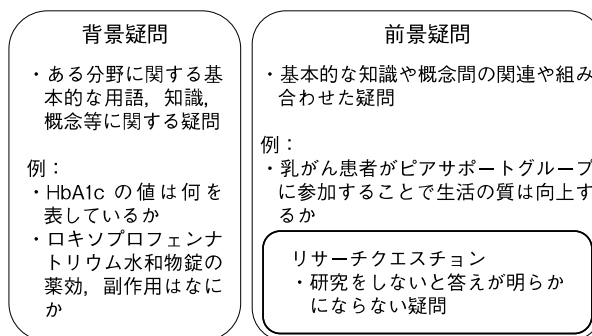 背景疑問
・ある分野に関する基
本的な用語，知識，
概念等に関する疑問
例：
・HbA1c の値は何を
表しているか
・ロキソプロフェンナ
トリウム水和物錠の
薬効，副作用はなに
か
前景疑問
・基本的な知識や概念間の関連や組み
合わせた疑問
例：
・乳がん患者がピアサポートグループ
に参加することで生活の質は向上す
るか
リサーチクエスチョン
・研究をしないと答えが明らか
にならない疑問